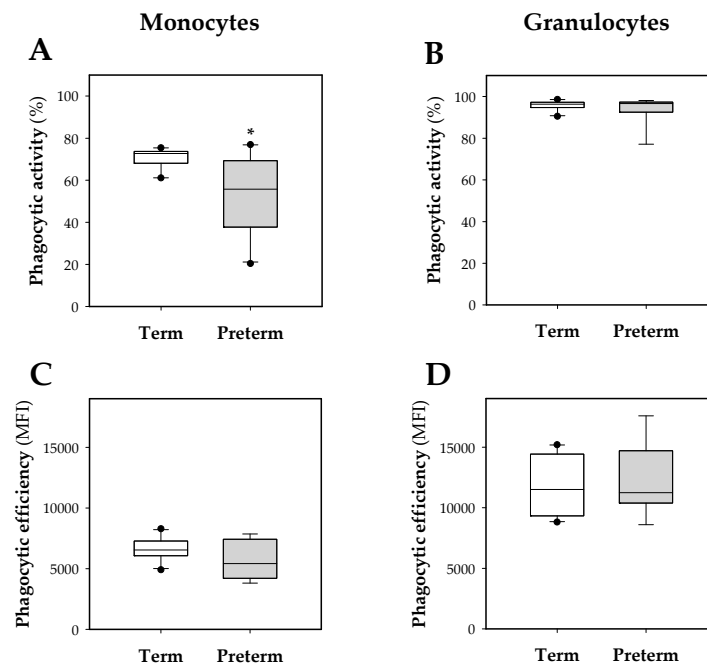 Monocytes
Granulocytes
A
Phagocytic activity (%)
100
80
60
40
20
0
*
Term
Preterm
B
Phagocytic activity (%)
100
80
60
40
20
0
Term
Preterm
C
Phagocytic efficiency (MFI)
15000
10000
5000
0
Term
Preterm
D
Phagocytic efficiency (MFI)
15000
10000
5000
0
Term
Preterm